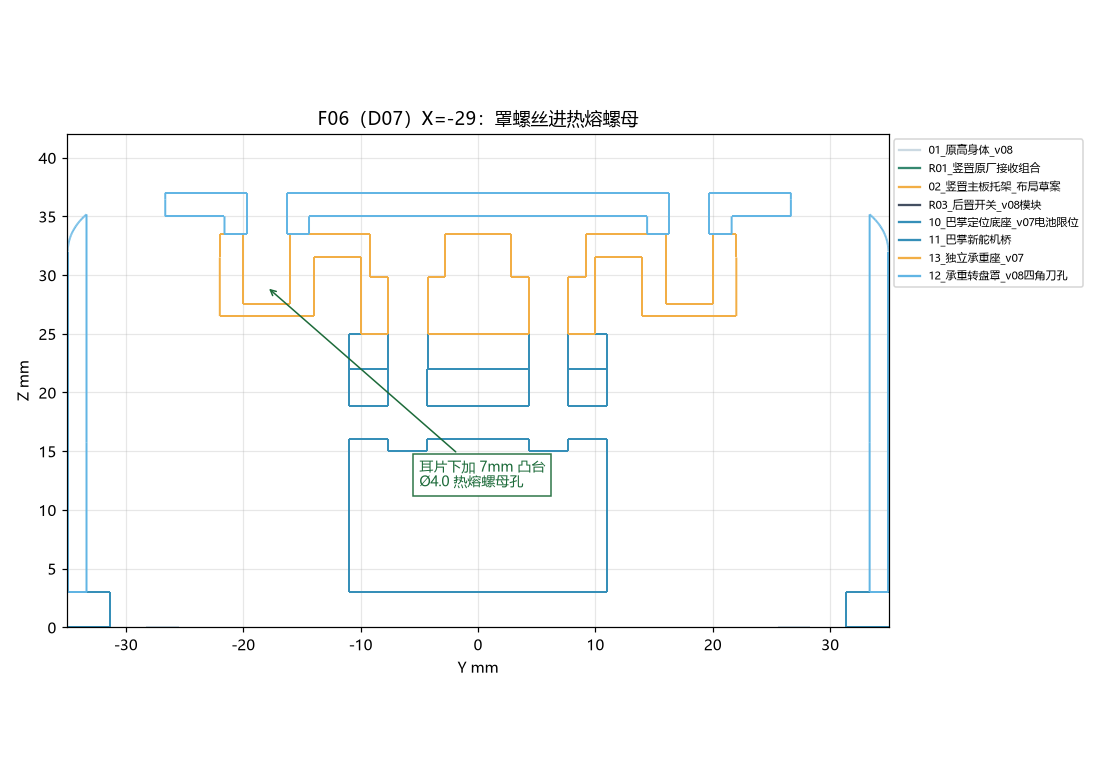 F06（D07）X=-29：罩螺丝进热熔螺母
01_原高身体_v08
R01_竖置原厂接收组合
02_竖置主板托架_布局草案
R03_后置开关_v08模块
10_巴掌定位底座_v07电池限位
11_巴掌新舵机桥
13_独立承重座_v07
12_承重转盘罩_v08四角刀孔
40
35
30
25
20
15
10
5
0
Z mm
耳片下加 7mm 凸台
Ø4.0 热熔螺母孔
-30
-20
-10
0
10
20
30
Y mm